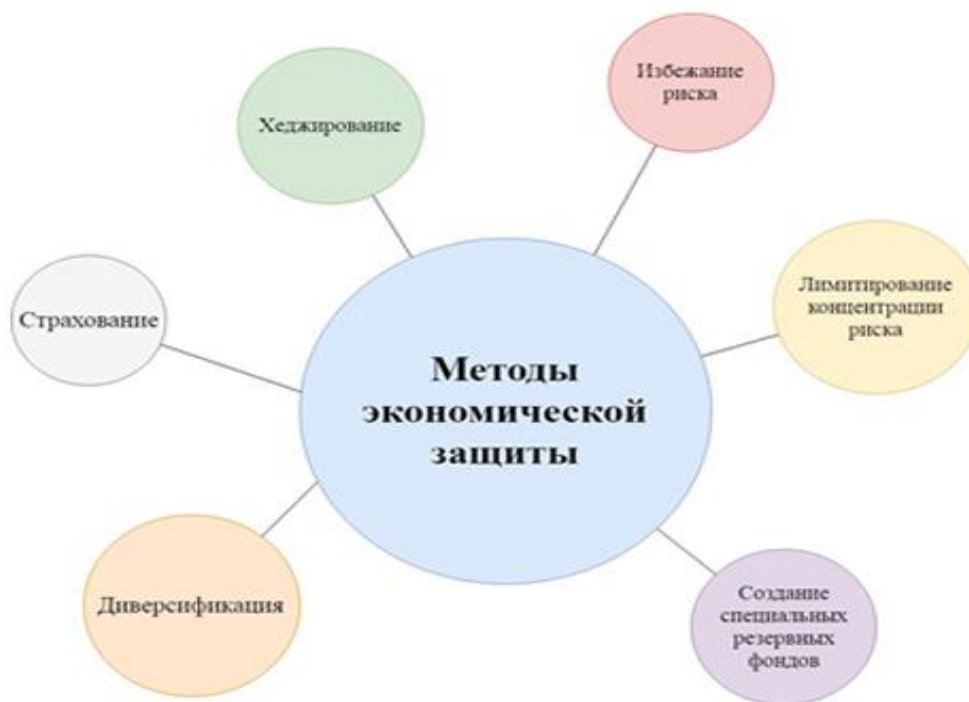 Избежание
риска
Хеджирование
Лимитирование
концентрации
риска
Страхование
Методы
экономической
защиты
Диверсификация
Создание
специальных
резервных
фондов